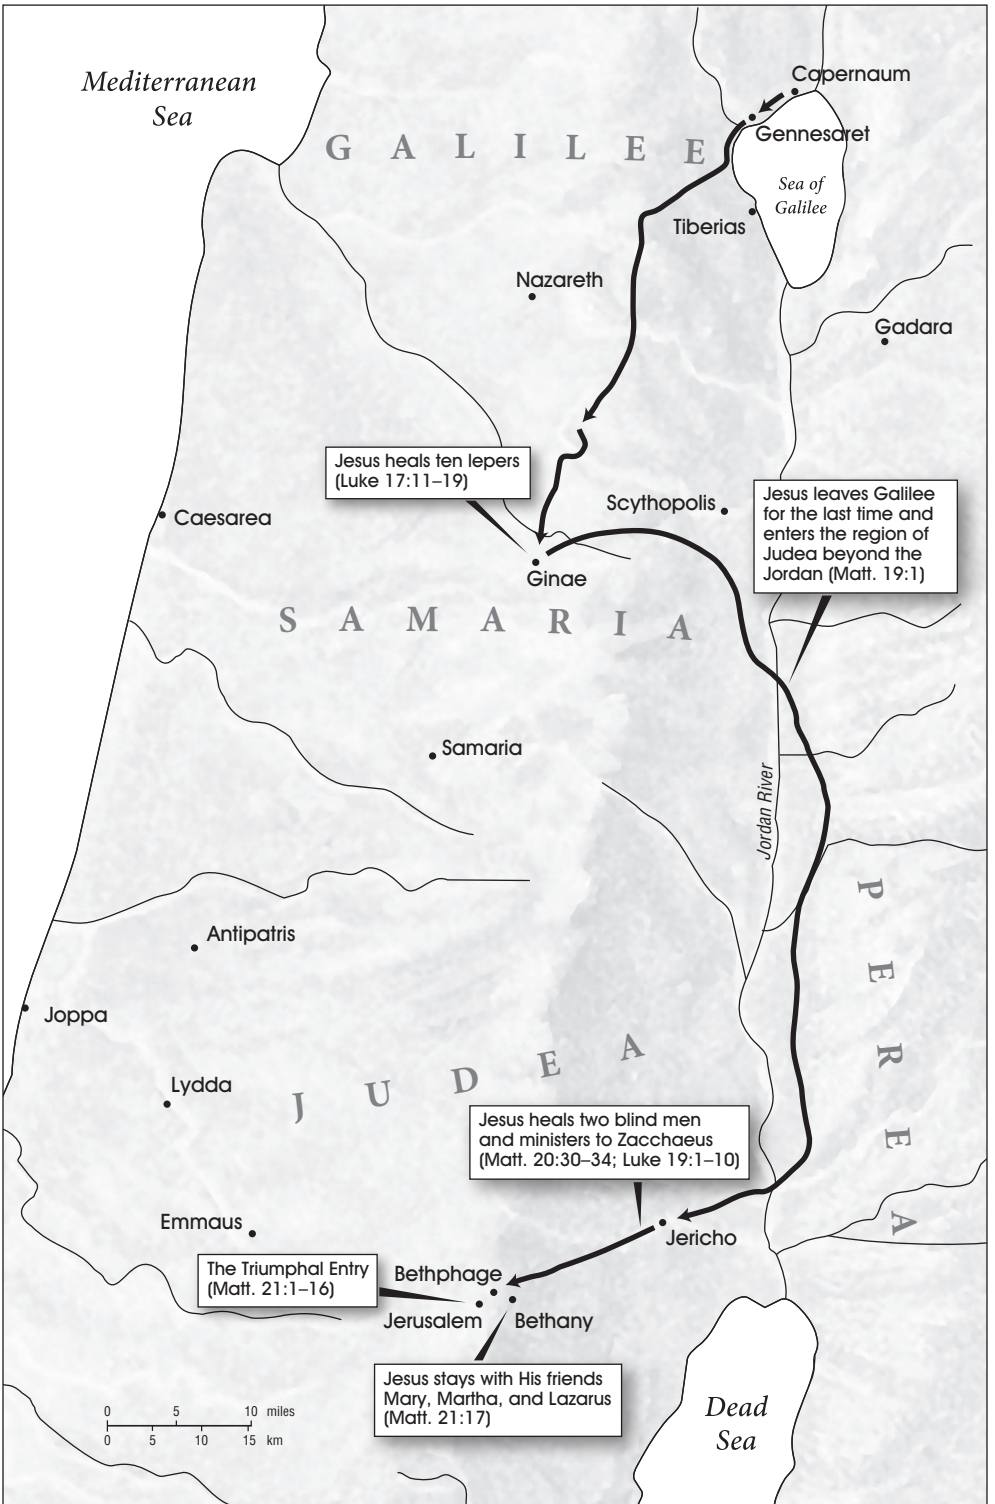 Mediterranean
Sea
Capernaum
Gennesaret
GALILEE
Sea of
Galilee
Tiberias
Nazareth
Gadara
Jesus heals ten lepers
(Luke 17:11–19)
Scythopolis
Jesus leaves Galilee
for the last time and
enters the region of
Judea beyond the
Jordan (Matt. 19:1)
Caesarea
Ginae
SAMARIA
Samaria
Jordan River
PEREA
Antipatris
Joppa
JUDEA
Lydda
Jesus heals two blind men
and ministers to Zacchaeus
(Matt. 20:30–34; Luke 19:1–10)
Emmaus
Jericho
The Triumphal Entry
(Matt. 21:1–16)
Bethphage
Jerusalem
Bethany
Jesus stays with His friends
Mary, Martha, and Lazarus
(Matt. 21:17)
0 5 10 miles
0 5 10 15 km
Dead
Sea